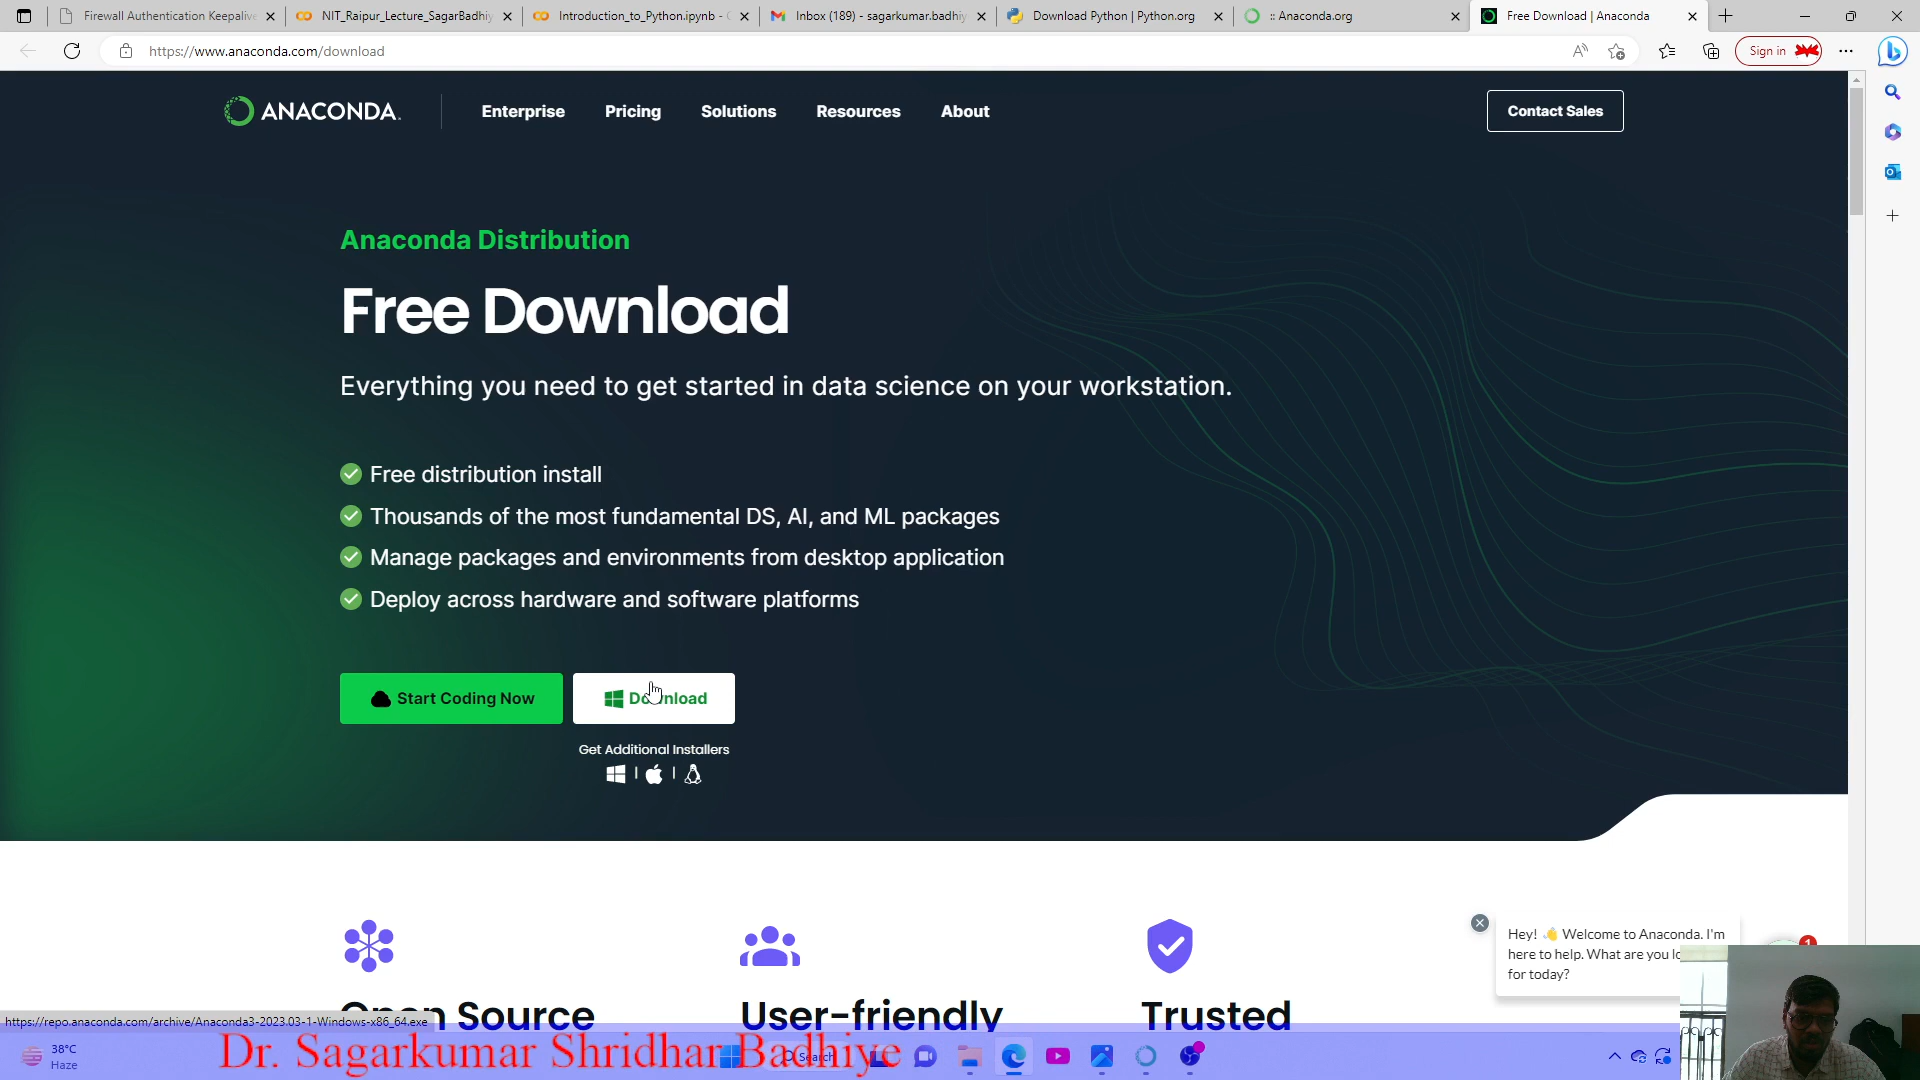 Firewall Authentication Keepalive
NIT_Raipur_Lecture_SagarBadhiy
Introduction_to_Python.ipynb - C
Inbox (189) - sagarkumar.badhiy
Download Python | Python.org
:: Anaconda.org
Free Download | Anaconda
https://www.anaconda.com/download
Sign in
ANACONDA.
Enterprise
Pricing
Solutions
Resources
About
Contact Sales
Anaconda Distribution
Free Download
Everything you need to get started in data science on your workstation.
Free distribution install
Thousands of the most fundamental DS, AI, and ML packages
Manage packages and environments from desktop application
Deploy across hardware and software platforms
Start Coding Now
Download
Get Additional Installers
Hey! 👋 Welcome to Anaconda. I'm
here to help. What are you
for today?
1
Open Source
User-friendly
Trusted
https://repo.anaconda.com/archive/Anaconda3-2023.03-1-Windows-x86_64.exe
38°C
Haze
Dr. Sagarkumar Shridhar Badhiye
Search